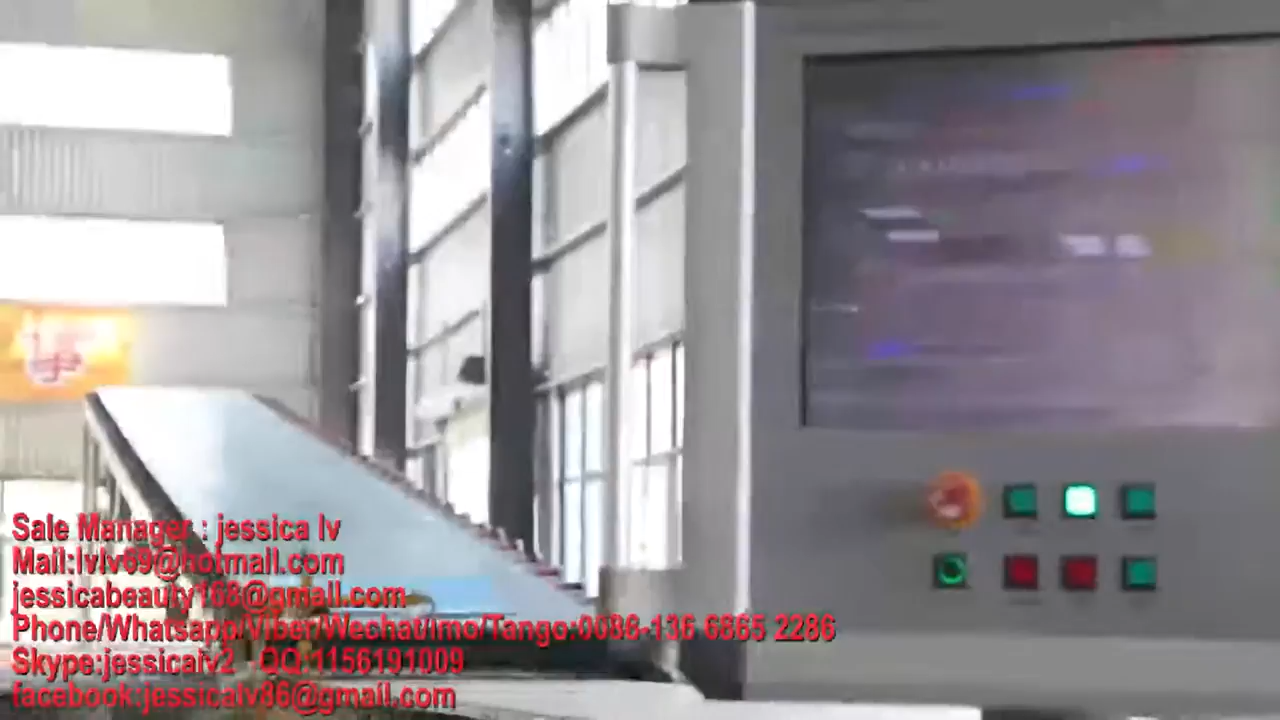 Sale Manager : jessica lv
Mail:lvlv69@hotmail.com
jessicabeauty168@gmail.com
Phone/Whatsapp/Viber/Wechat/imo/Tango:0086-136 6865 2286
Skype:jessicalv2 QQ:1156191009
facebook:jessicalv86@gmail.com